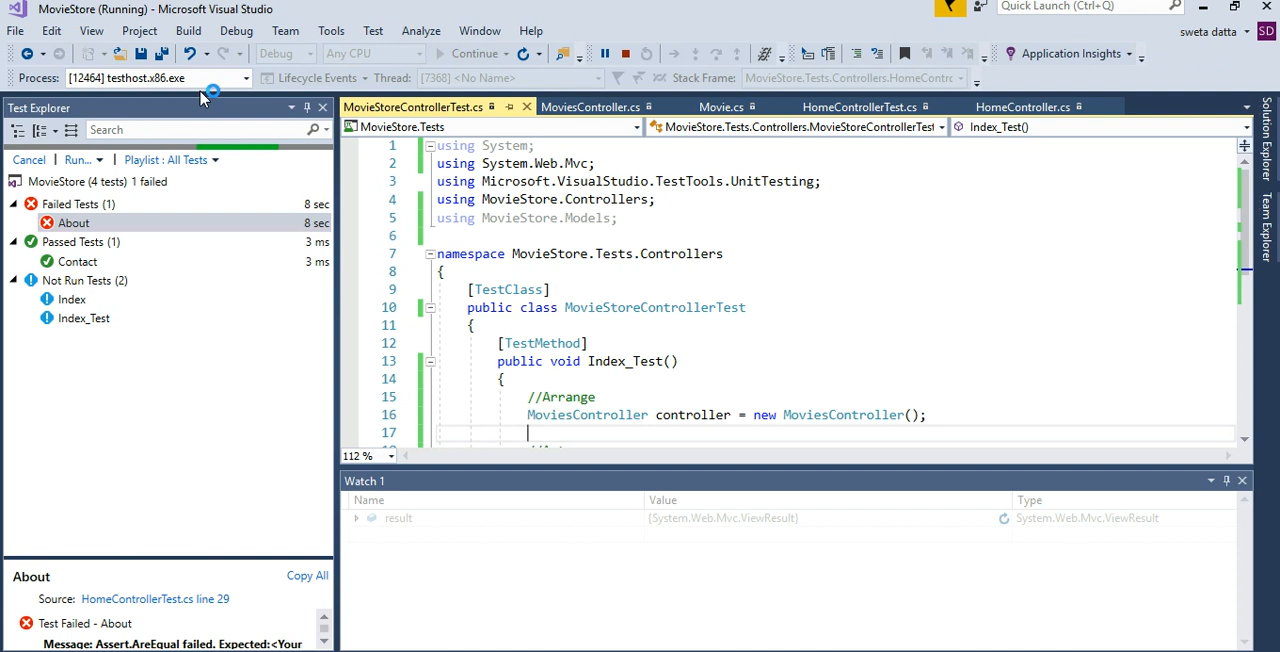 MovieStore (Running) - Microsoft Visual Studio
Quick Launch (Ctrl+Q)
File Edit View Project Build Debug Team Tools Test Analyze Window Help
sweta datta SD
Debug Any CPU Continue Application Insights
Process: [12464] testhost.x86.exe Lifecycle Events Thread: [7368] <No Name> Stack Frame: MovieStore.Tests.Controllers.HomeContrc
Test Explorer
MovieStoreControllerTest.cs MoviesController.cs Movie.cs HomeControllerTest.cs HomeController.cs
Search
MovieStore.Tests MovieStore.Tests.Controllers.MovieStoreControllerTest Index_Test()
Cancel Run... Playlist : All Tests
MovieStore (4 tests) 1 failed
Failed Tests (1) 8 sec
About 8 sec
Passed Tests (1) 3 ms
Contact 3 ms
Not Run Tests (2)
Index
Index_Test
1 using System;
2 using System.Web.Mvc;
3 using Microsoft.VisualStudio.TestTools.UnitTesting;
4 using MovieStore.Controllers;
5 using MovieStore.Models;
6
7 namespace MovieStore.Tests.Controllers
8 {
9 [TestClass]
10 public class MovieStoreControllerTest
11 {
12 [TestMethod]
13 public void Index_Test()
14 {
15 //Arrange
16 MoviesController controller = new MoviesController();
17
112 %
Solution Explorer
Team Explorer
Watch 1
Name Value Type
result {System.Web.Mvc.ViewResult} System.Web.Mvc.ViewResult
About Copy All
Source: HomeControllerTest.cs line 29
Test Failed - About
Message: Assert.AreEqual failed. Expected:<Your